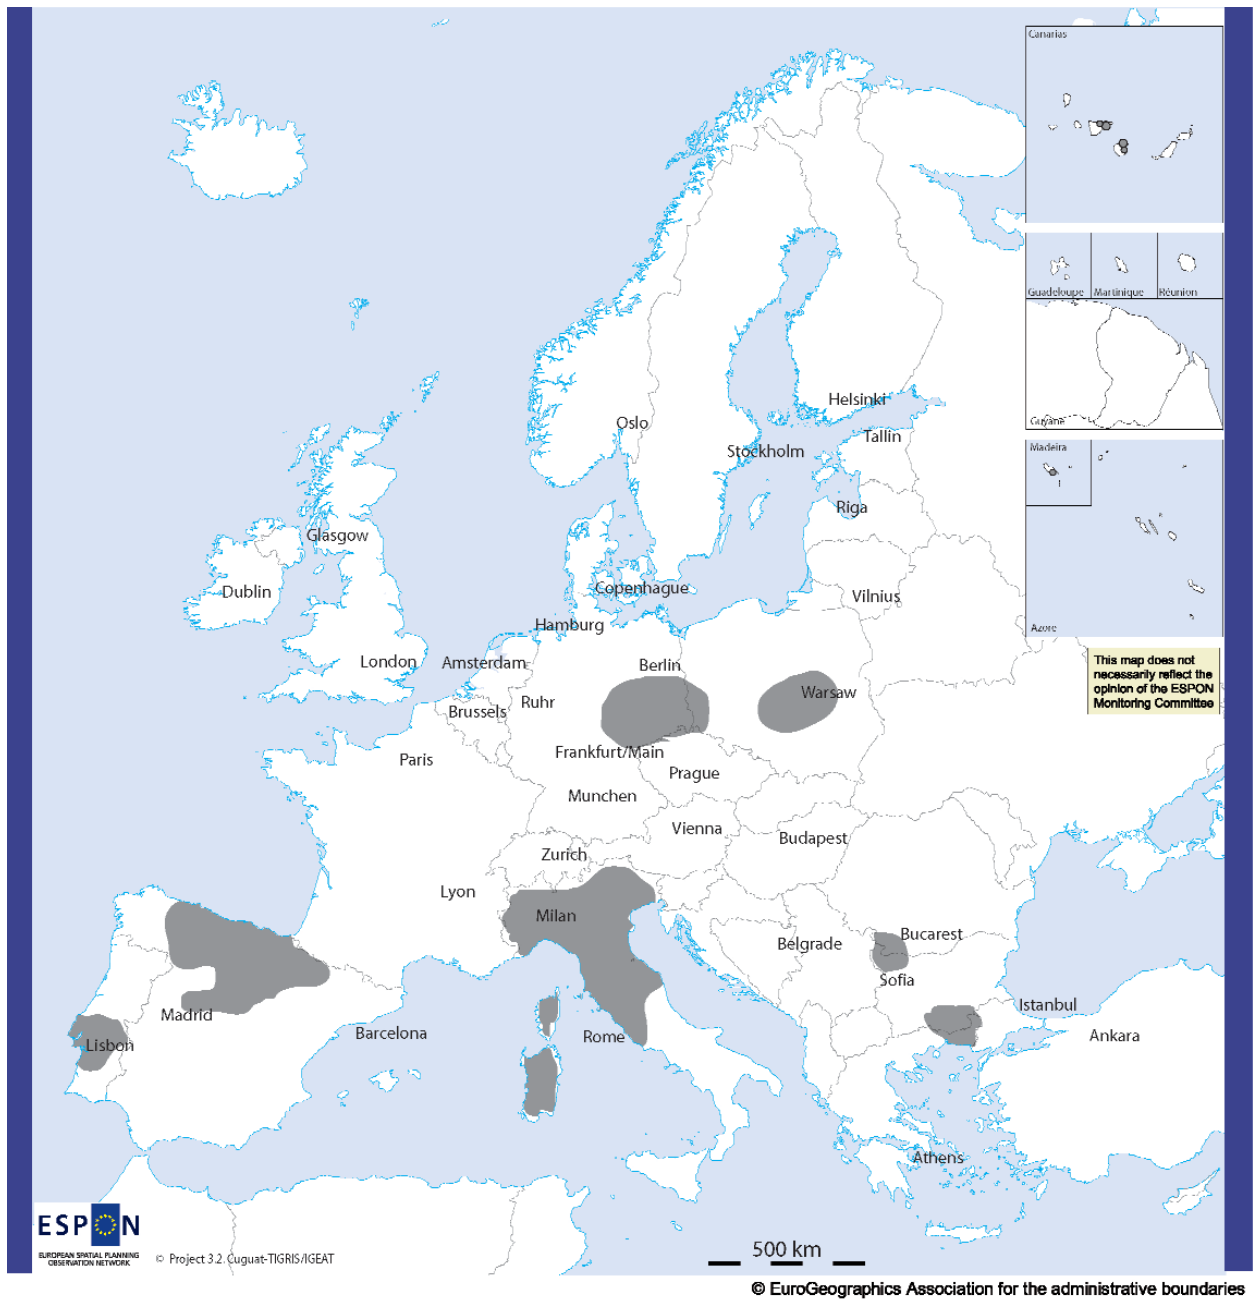 Canarias
Guadeloupe
Martinique
Réunion
Guyane
Madeira
Azore
This map does not
necessarily reflect the
opinion of the ESPON
Monitoring Committee
Helsinki
Oslo
Tallin
Stockholm
Riga
Glasgow
Dublin
Copenhague
Vilnius
Hamburg
London
Amsterdam
Berlin
Warsaw
Ruhr
Brussels
Frankfurt/Main
Paris
Prague
Munchen
Vienna
Budapest
Zurich
Lyon
Milan
Bucarest
Belgrade
Sofia
Istanbul
Madrid
Barcelona
Rome
Ankara
Lisbon
Athens
ESPON
EUROPEAN SPATIAL PLANNING
OBSERVATION NETWORK
© Project 3.2. Cuguat-TIGRIS/IGEAT
500 km
© EuroGeographics Association for the administrative boundaries